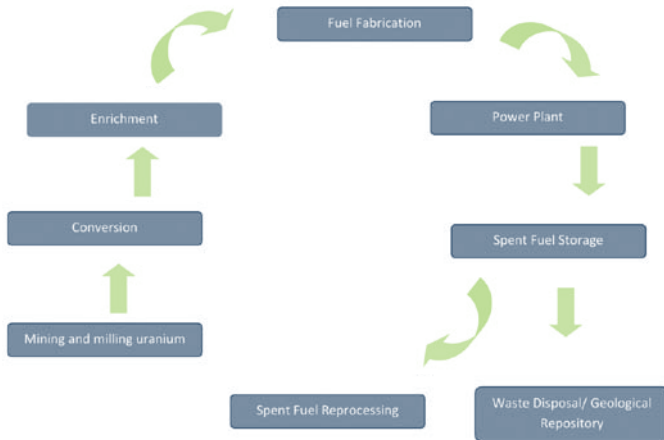 Fuel Fabrication
Enrichment
Power Plant
Conversion
Spent Fuel Storage
Mining and milling uranium
Spent Fuel Reprocessing
Waste Disposal/ Geological
Repository